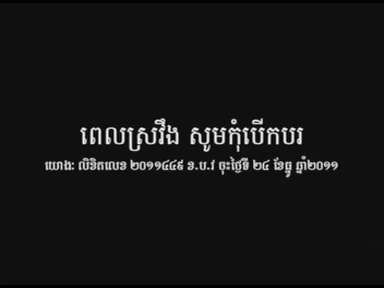 ពេលស្រវឹង សូមកុំបើកបរ
យោង: លិខិតលេខ ២០១១៤៤៩ ខ.ប.វ ចុះថ្ងៃទី ២៤ ខែធ្នូ ឆ្នាំ២០១១